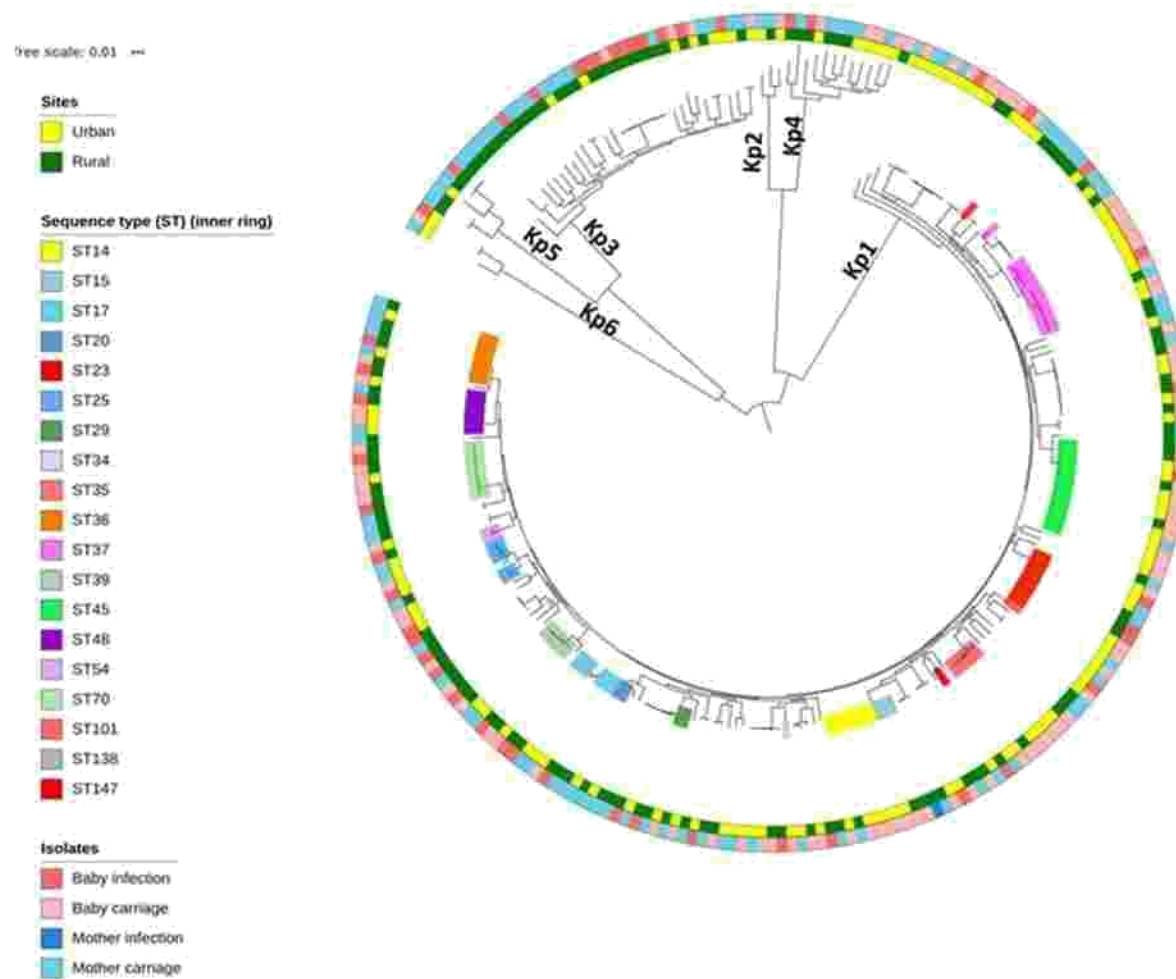 Tree scale: 0.01
Sites
Urban
Rural
Sequence type (ST) (inner ring)
ST14
ST15
ST17
ST20
ST23
ST25
ST29
ST34
ST35
ST36
ST37
ST39
ST45
ST48
ST54
ST70
ST101
ST138
ST147
Isolates
Baby infection
Baby carriage
Mother infection
Mother carriage
Kp2
Kp4
Kp1
Kp3
Kp5
Kp6